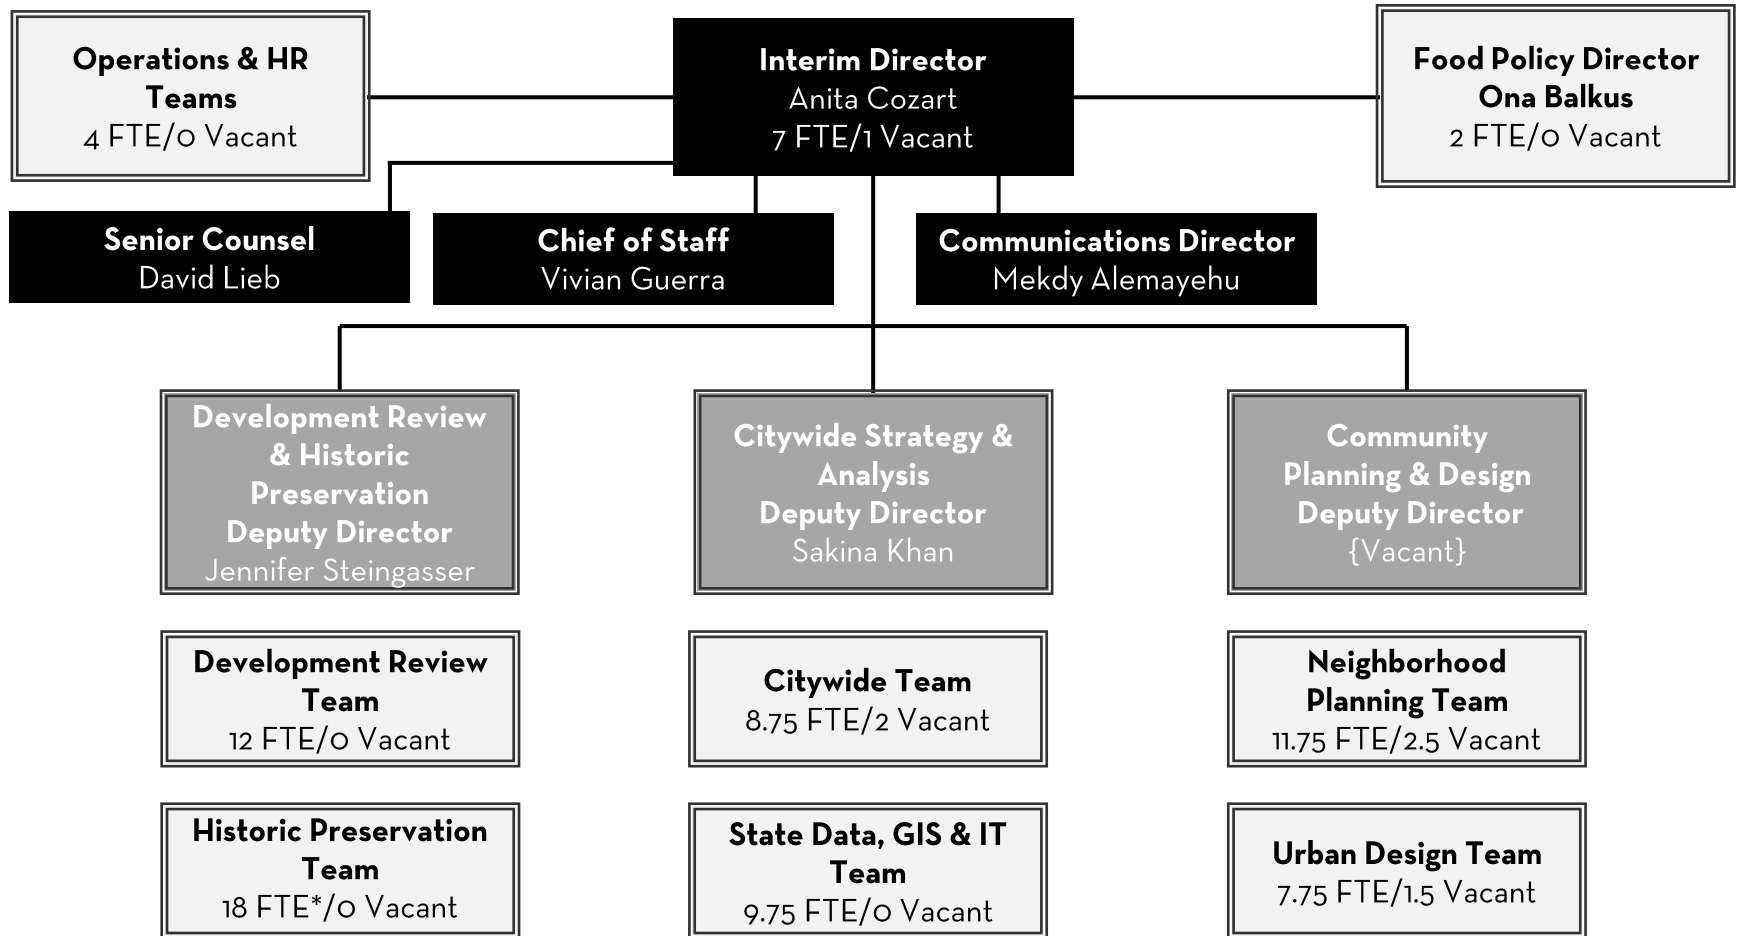 Operations & HR
Teams
4 FTE/0 Vacant
Interim Director
Anita Cozart
7 FTE/1 Vacant
Food Policy Director
Ona Balkus
2 FTE/0 Vacant
Senior Counsel
David Lieb
Chief of Staff
Vivian Guerra
Communications Director
Mekdy Alemayehu
Development Review
& Historic
Preservation
Deputy Director
Jennifer Steingasser
Citywide Strategy &
Analysis
Deputy Director
Sakina Khan
Community
Planning & Design
Deputy Director
{Vacant}
Development Review
Team
12 FTE/0 Vacant
Citywide Team
8.75 FTE/2 Vacant
Neighborhood
Planning Team
11.75 FTE/2.5 Vacant
Historic Preservation
Team
18 FTE*/0 Vacant
State Data, GIS & IT
Team
9.75 FTE/0 Vacant
Urban Design Team
7.75 FTE/1.5 Vacant